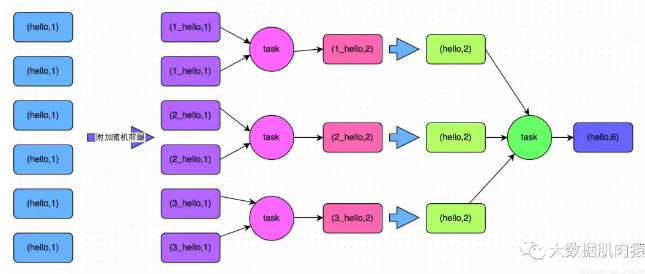 (hello,1)
(hello,1)
(hello,1)
(hello,1)
(hello,1)
(hello,1)
附加随机前缀
(1_hello,1)
(1_hello,1)
(2_hello,1)
(2_hello,1)
(3_hello,1)
(3_hello,1)
task
task
task
(1_hello,2)
(2_hello,2)
(3_hello,2)
(hello,2)
(hello,2)
(hello,2)
task
(hello,6)
大数据肌肉猿